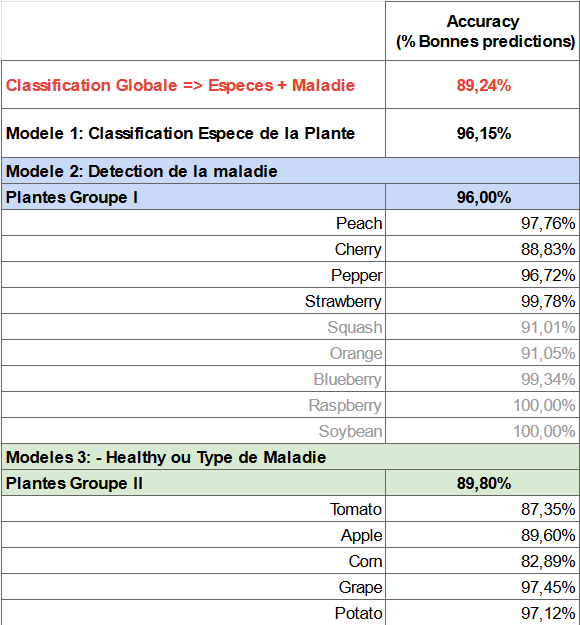 Accuracy
(% Bonnes predictions)
Classification Globale => Especes + Maladie 89,24%
Modele 1: Classification Espece de la Plante 96,15%
Modele 2: Detection de la maladie
Plantes Groupe I 96,00%
Peach 97,76%
Cherry 88,83%
Pepper 96,72%
Strawberry 99,78%
Squash 91,01%
Orange 91,05%
Blueberry 99,34%
Raspberry 100,00%
Soybean 100,00%
Modeles 3: - Healthy ou Type de Maladie
Plantes Groupe II 89,80%
Tomato 87,35%
Apple 89,60%
Corn 82,89%
Grape 97,45%
Potato 97,12%